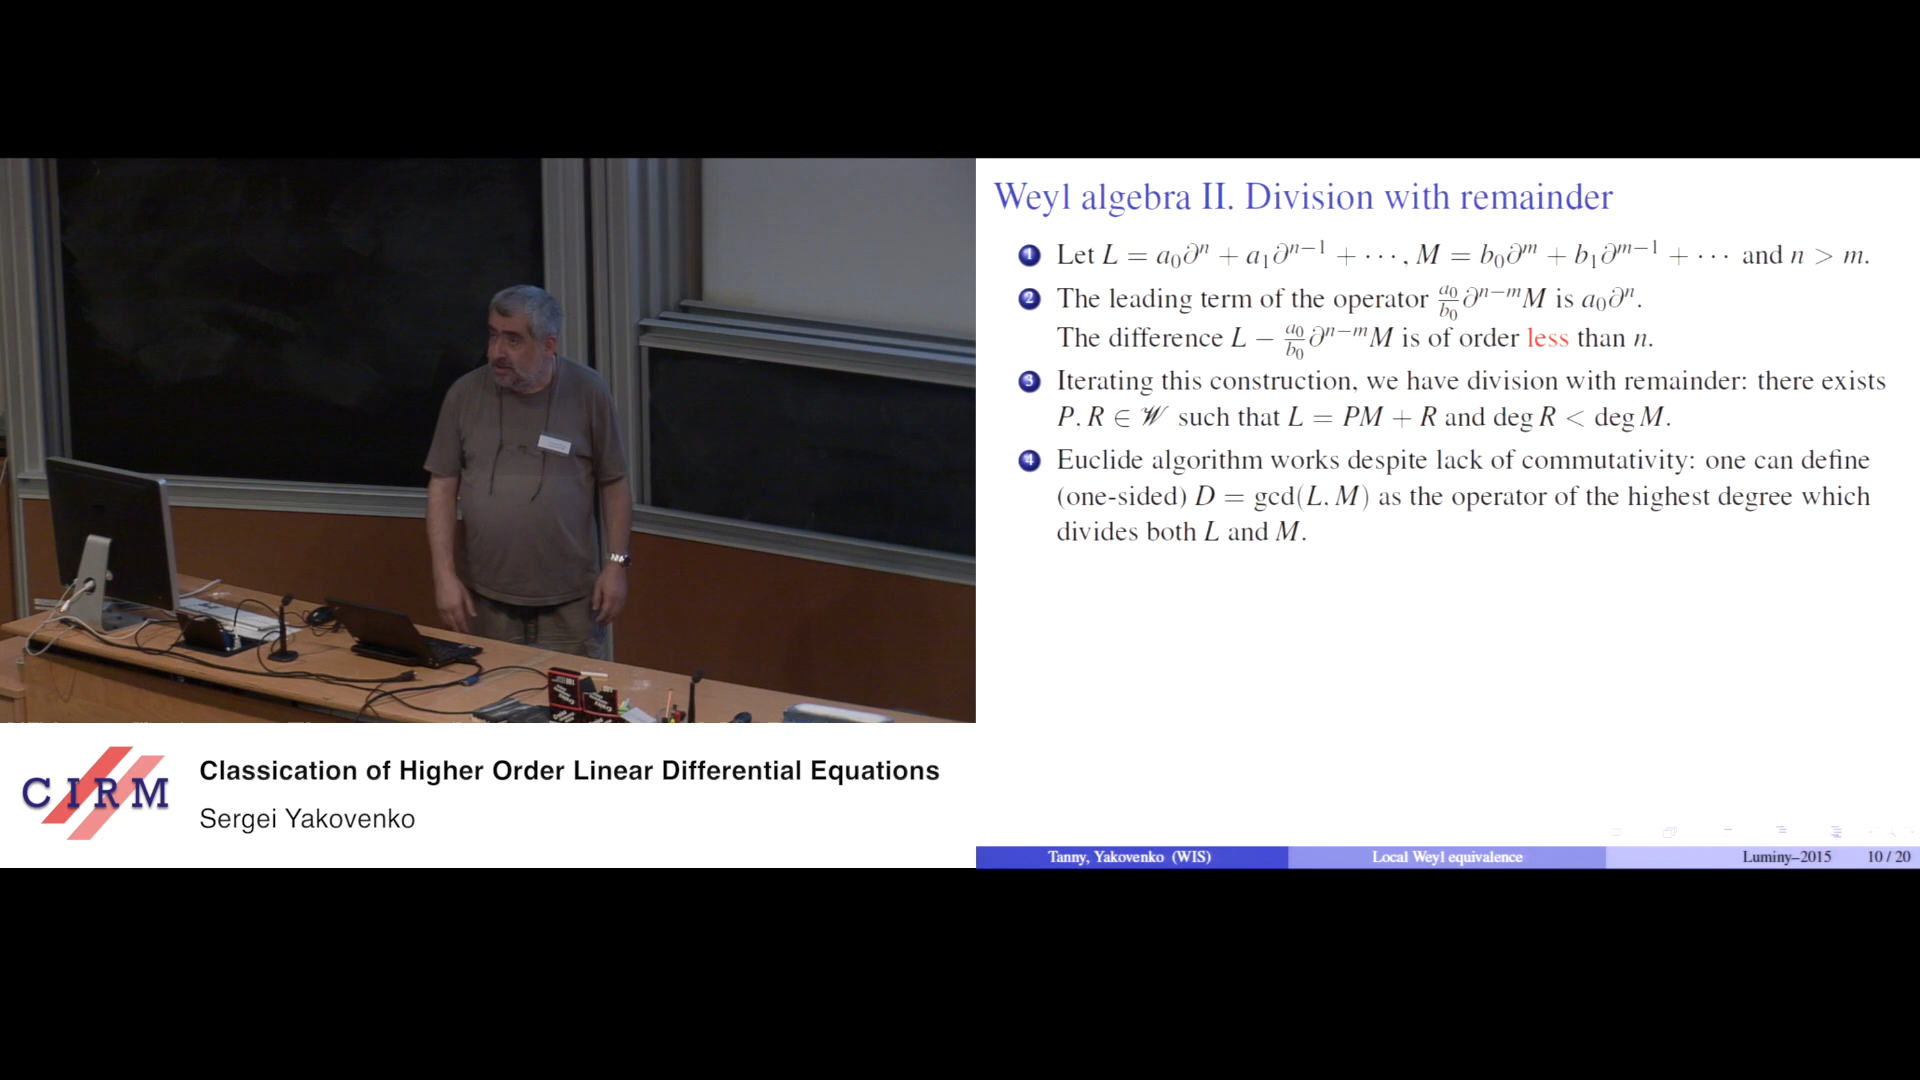 Weyl algebra II. Division with remainder
1 Let L = a₀∂ⁿ + a₁∂ⁿ⁻¹ + ⋯, M = b₀∂ᵐ + b₁∂ᵐ⁻¹ + ⋯ and n > m.
2 The leading term of the operator a₀/b₀ ∂ⁿ⁻ᵐM is a₀∂ⁿ.
The difference L − a₀/b₀ ∂ⁿ⁻ᵐM is of order less than n.
3 Iterating this construction, we have division with remainder: there exists
P, R ∈ 𝒲 such that L = PM + R and deg R < deg M.
4 Euclide algorithm works despite lack of commutativity: one can define
(one-sided) D = gcd(L, M) as the operator of the highest degree which
divides both L and M.
Tanny, Yakovenko (WIS) Local Weyl equivalence Luminy–2015 10 / 20
CIRM
Classication of Higher Order Linear Differential Equations
Sergei Yakovenko